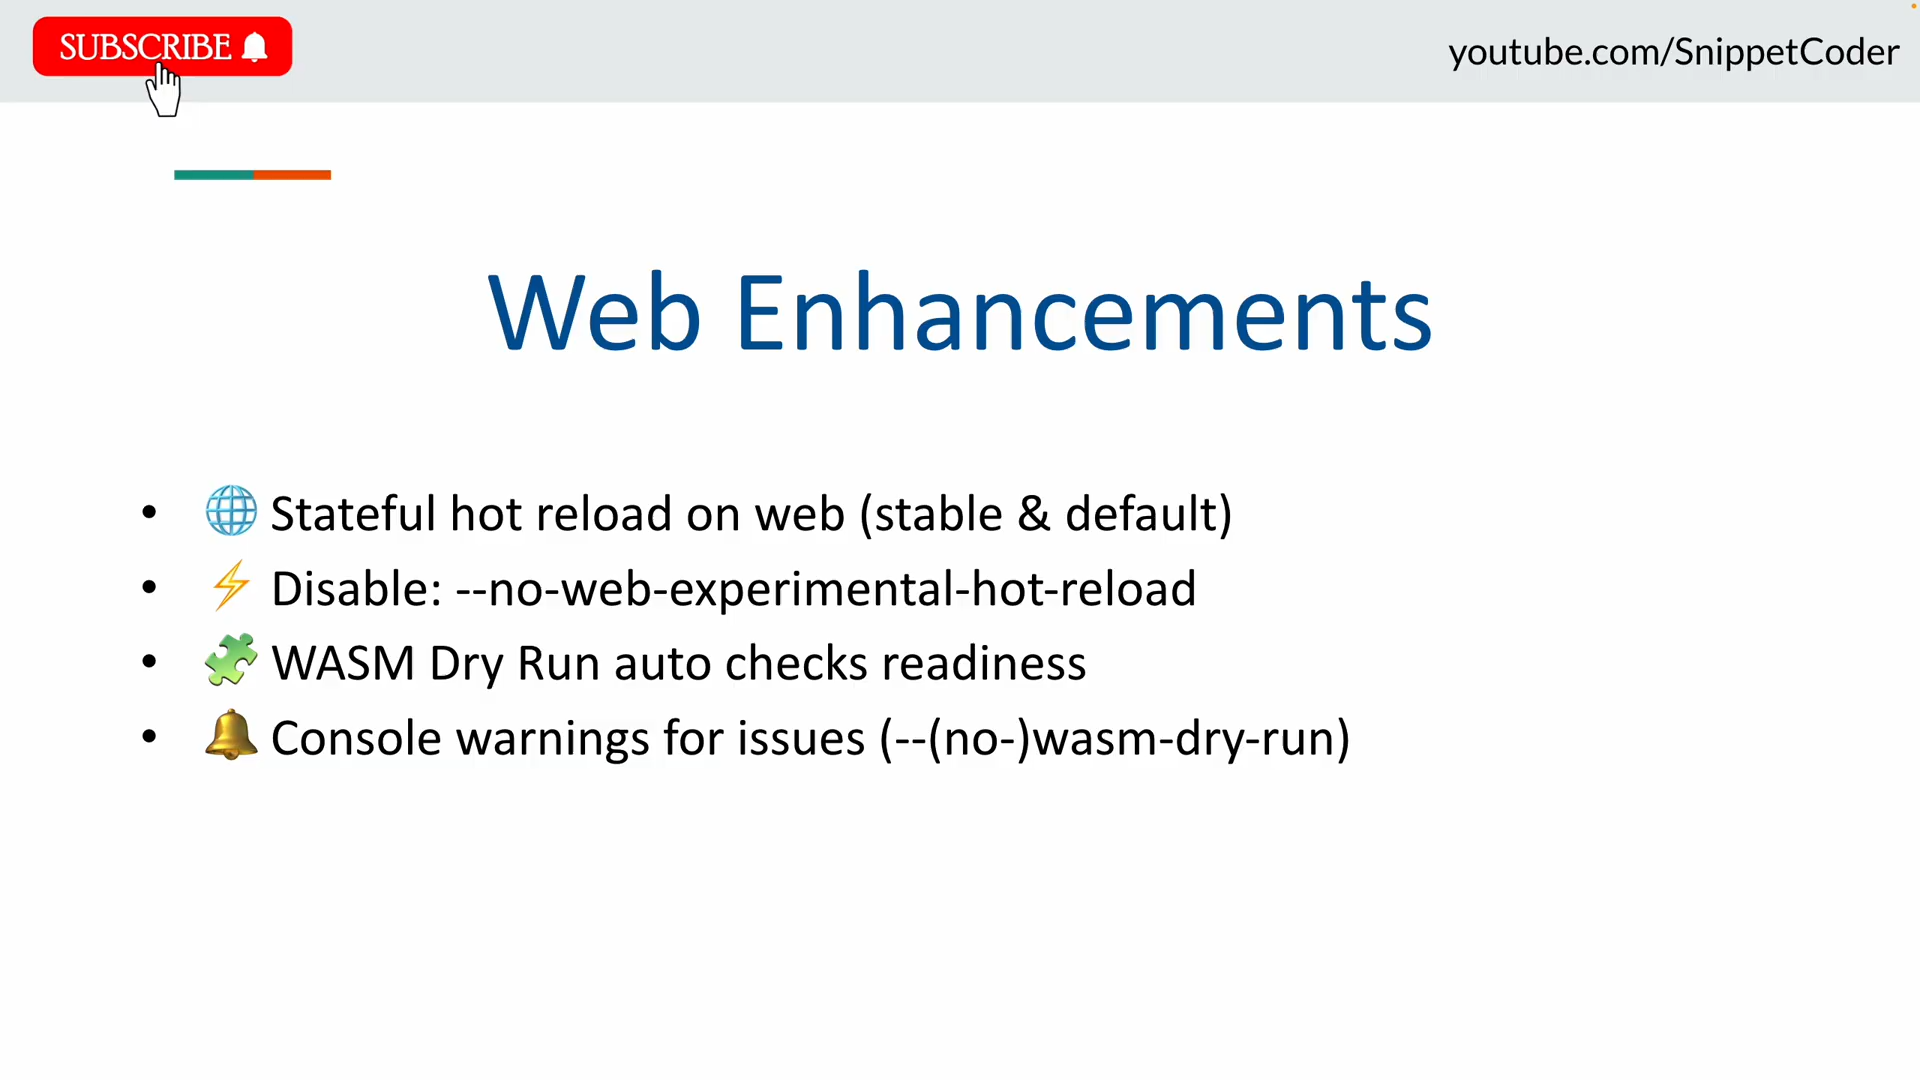 SUBSCRIBE
youtube.com/SnippetCoder
Web Enhancements
• 🌐 Stateful hot reload on web (stable & default)
• ⚡ Disable: --no-web-experimental-hot-reload
• 🧩 WASM Dry Run auto checks readiness
• 🔔 Console warnings for issues (--(no-)wasm-dry-run)